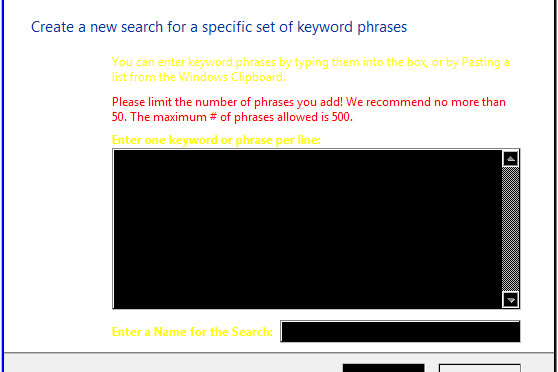 Create a new search for a specific set of keyword phrases
You can enter keyword phrases by typing them into the box, or by Pasting a
list from the Windows Clipboard.
Please limit the number of phrases you add! We recommend no more than
50. The maximum # of phrases allowed is 500.
Enter one keyword or phrase per line:
Enter a Name for the Search: